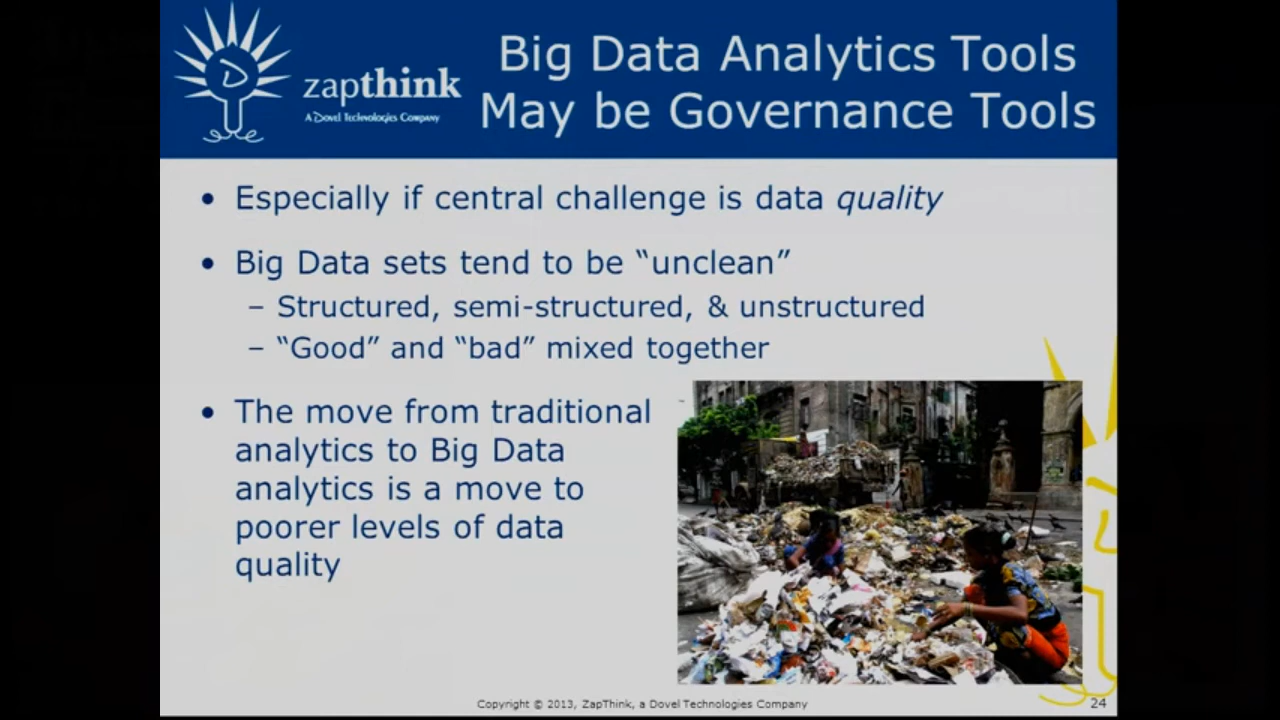 zapthink
A Dovel Technologies Company
Big Data Analytics Tools
May be Governance Tools
• Especially if central challenge is data quality
• Big Data sets tend to be “unclean”
– Structured, semi-structured, & unstructured
– “Good” and “bad” mixed together
• The move from traditional
analytics to Big Data
analytics is a move to
poorer levels of data
quality
Copyright © 2013, ZapThink, a Dovel Technologies Company
24